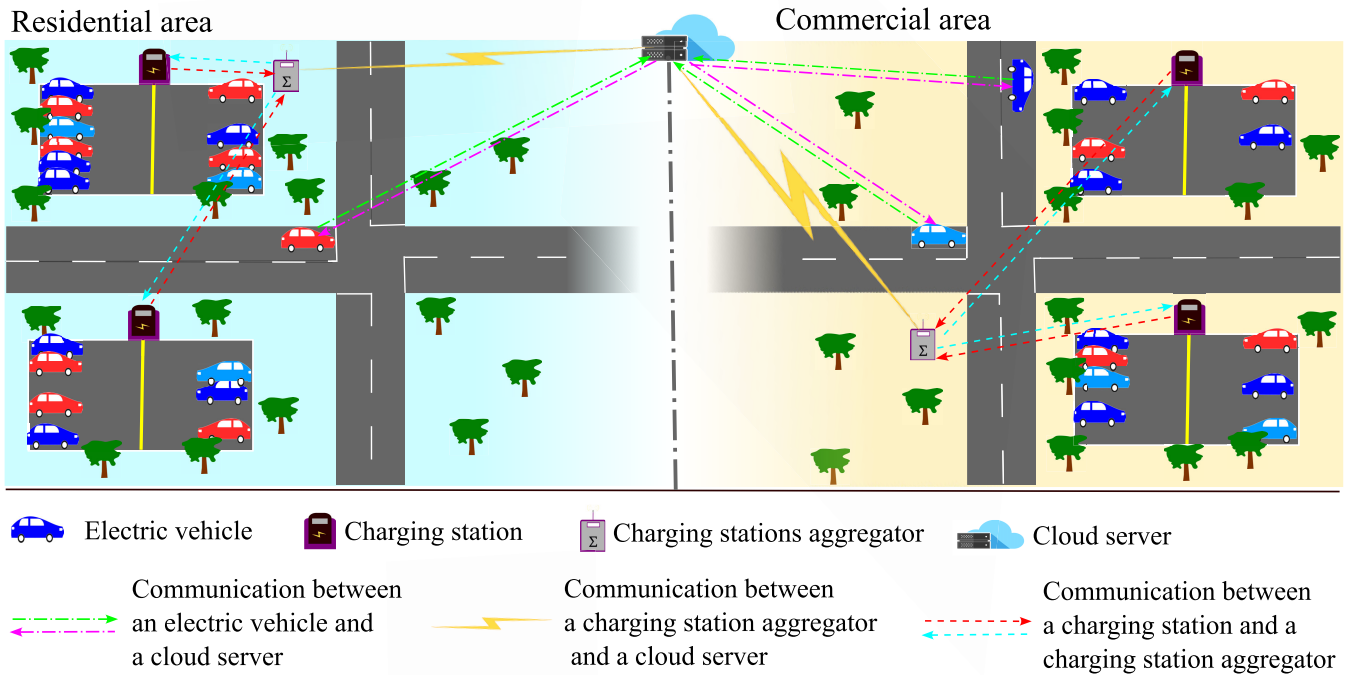 Residential area
Commercial area
Σ
Σ
Electric vehicle
Charging station
Σ
Charging stations aggregator
Cloud server
Communication between
an electric vehicle and
a cloud server
Communication between
a charging station aggregator
and a cloud server
Communication between
a charging station and a
charging station aggregator